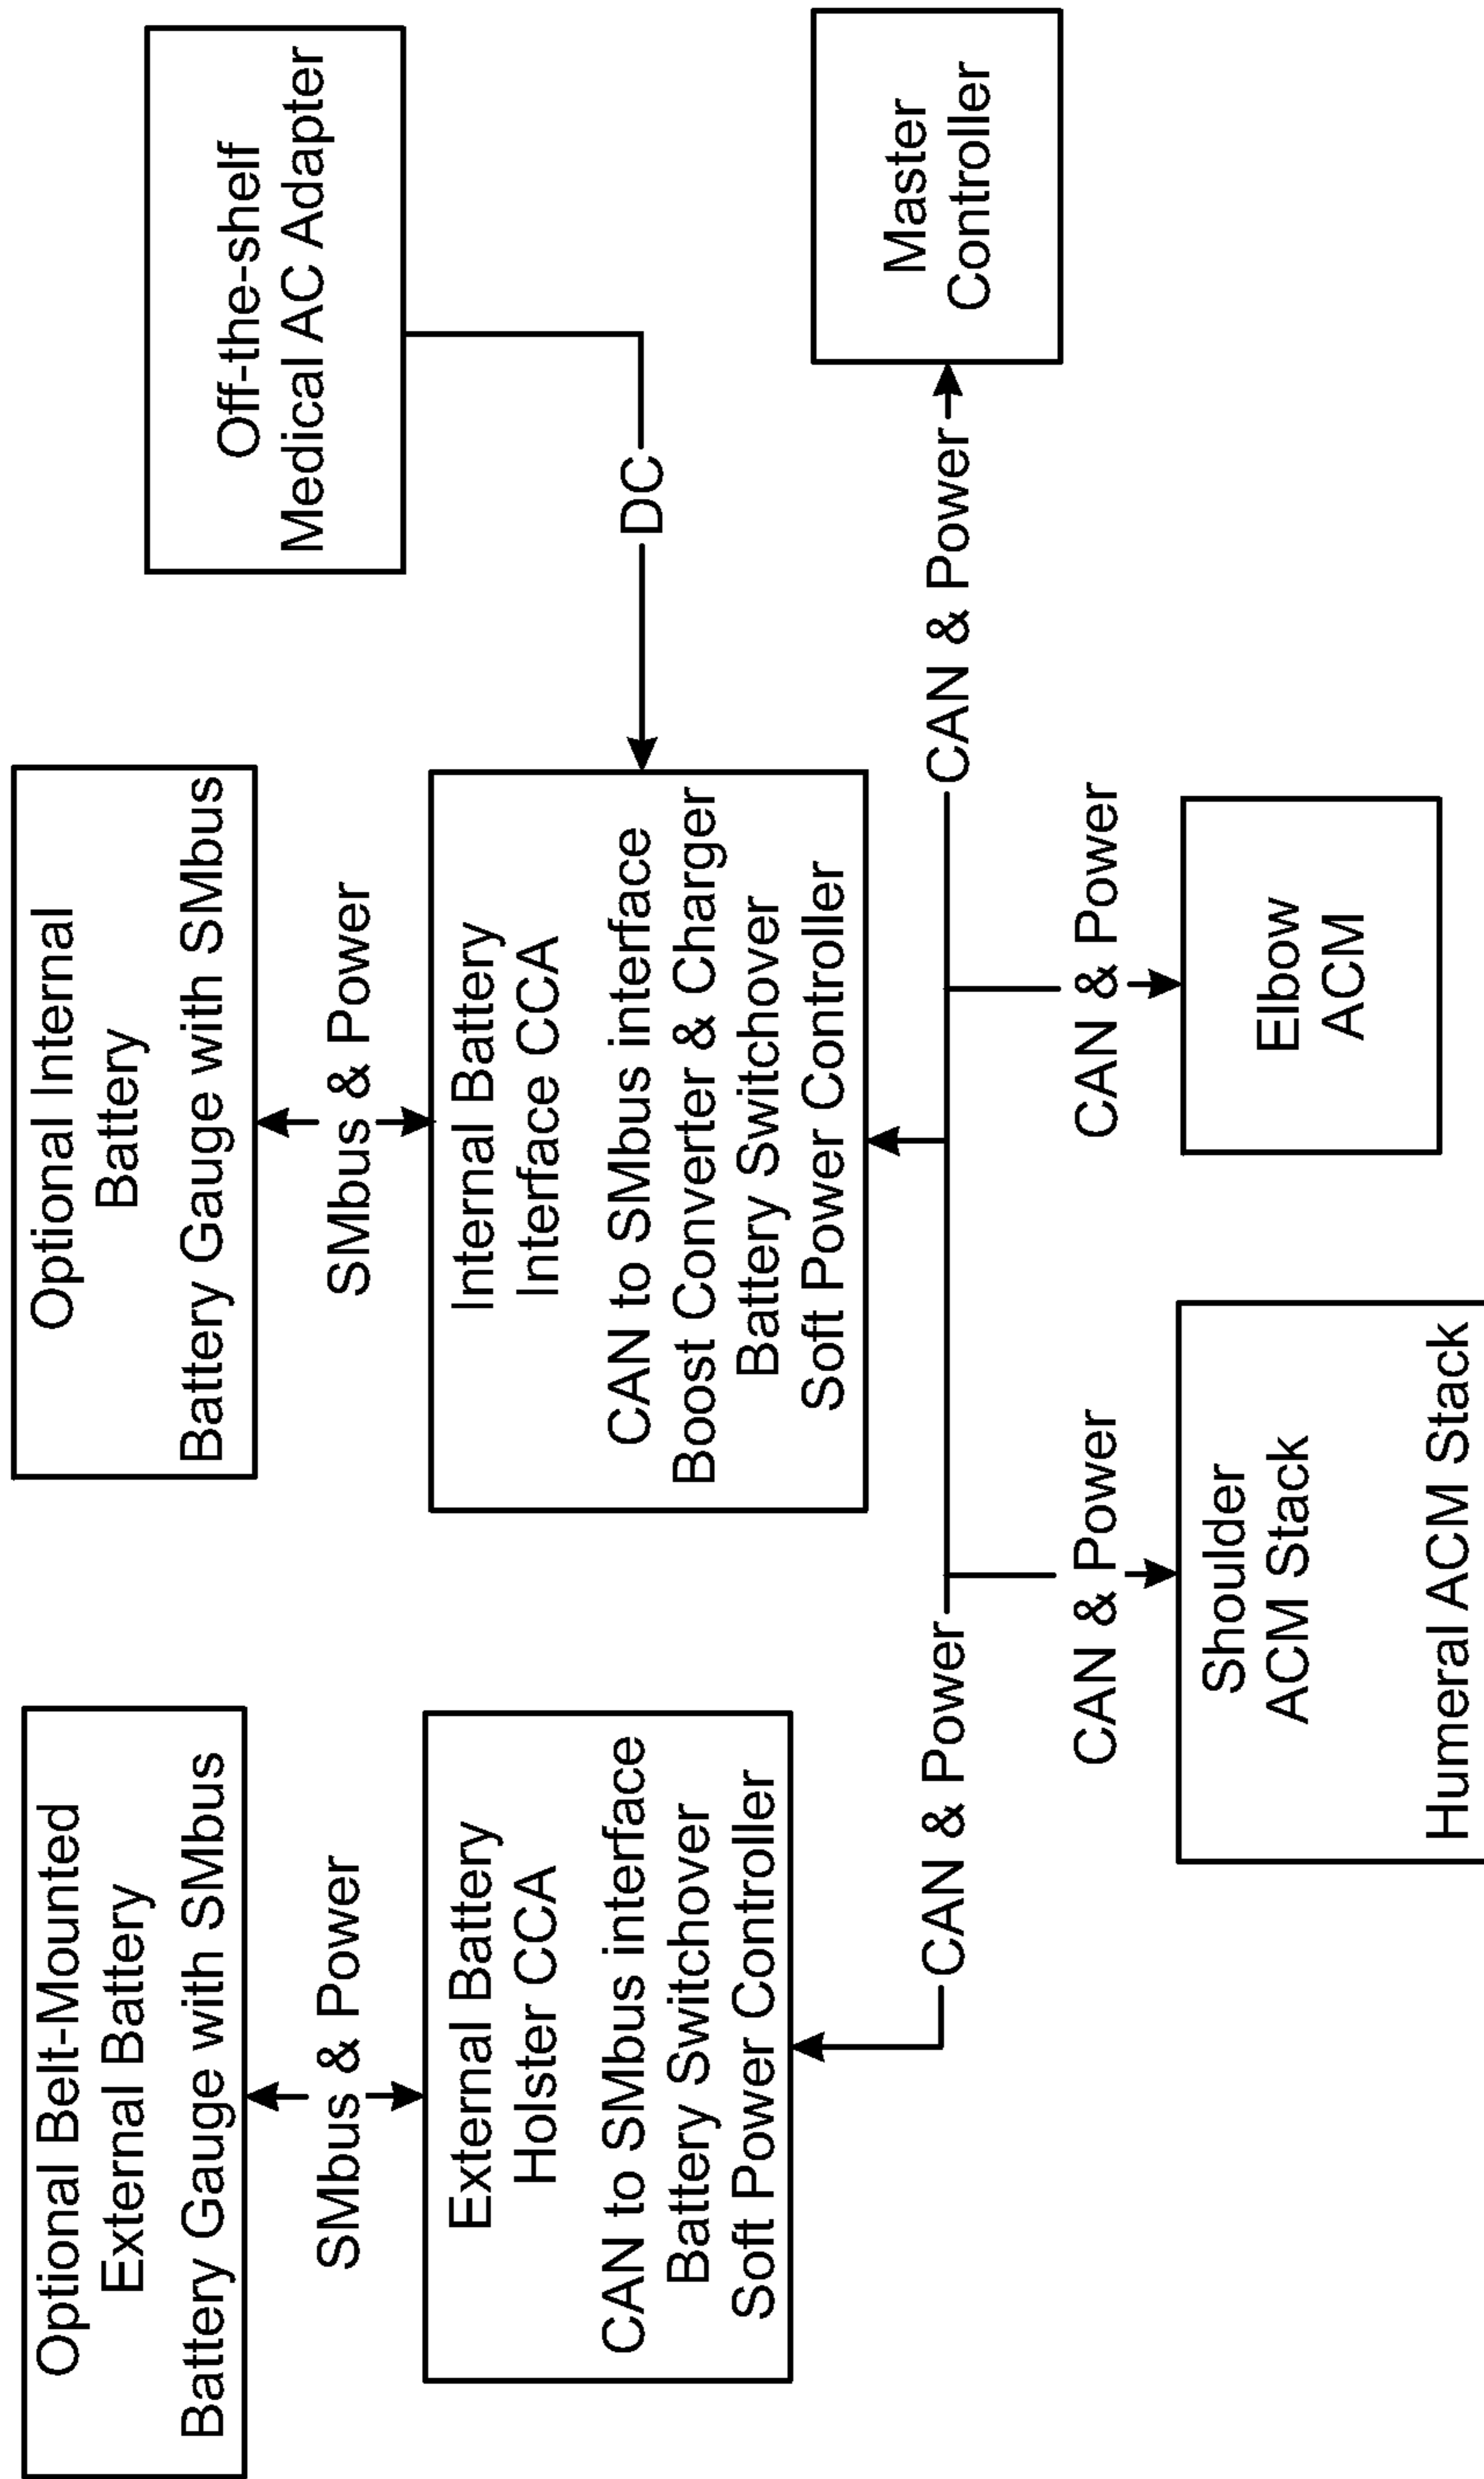 Optional Belt-Mounted
External Battery
Battery Gauge with SMbus
SMbus & Power
External Battery
Holster CCA
CAN to SMbus interface
Battery Switchover
Soft Power Controller
Optional Internal
Battery
Battery Gauge with SMbus
SMbus & Power
Internal Battery
Interface CCA
CAN to SMbus interface
Boost Converter & Charger
Battery Switchover
Soft Power Controller
Off-the-shelf
Medical AC Adapter
DC
CAN & Power
CAN & Power
Master
Controller
CAN & Power
Shoulder
ACM Stack
Humeral ACM Stack
CAN & Power
Elbow
ACM